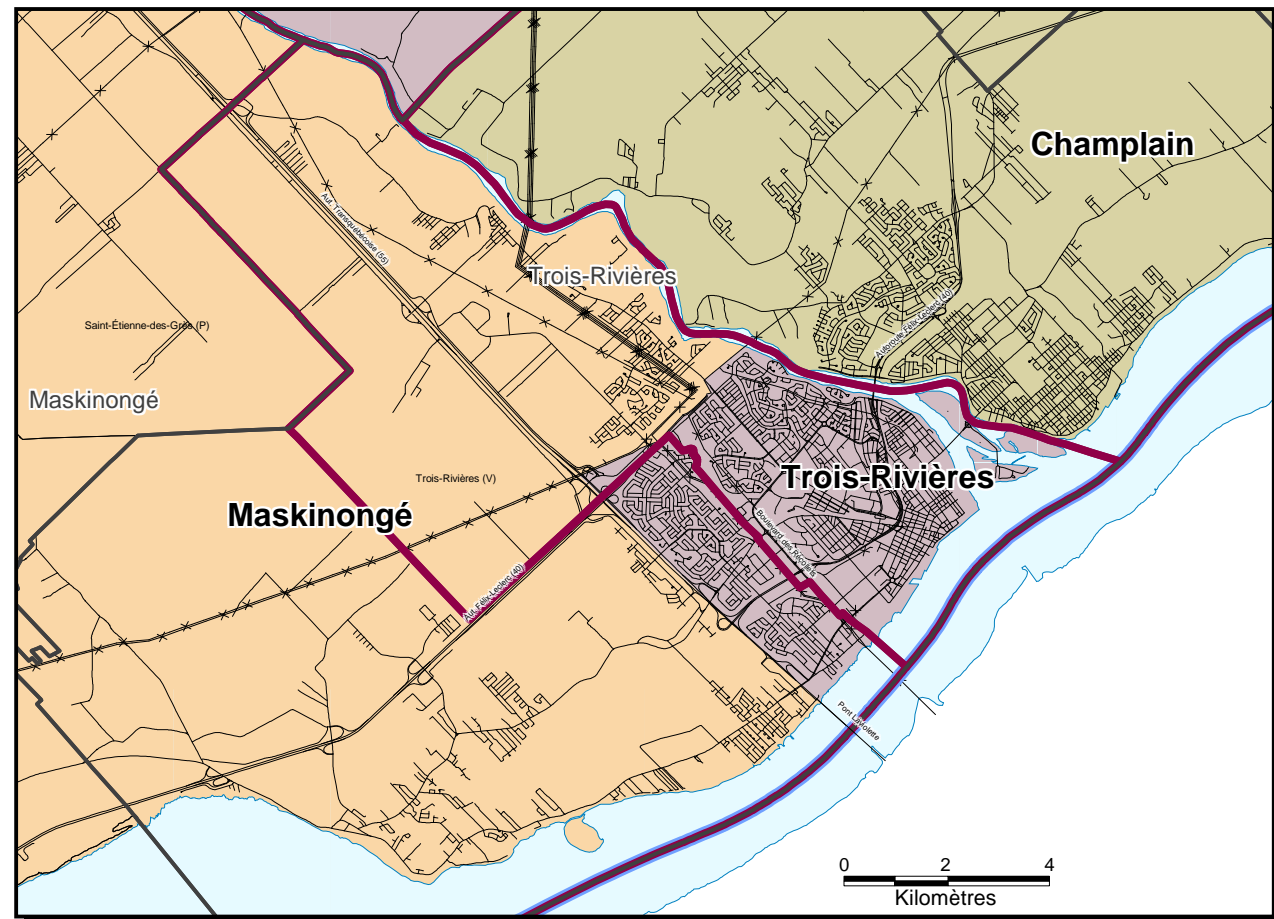 Champlain
Aut. Transquébécoise (55)
Trois-Rivières
Saint-Étienne-des-Grès (P)
Autoroute Félix-Leclerc (40)
Maskinongé
Trois-Rivières (V)
Trois-Rivières
Maskinongé
Boulevard des Récollets
Aut. Félix-Leclerc (40)
Pont Laviolette
0 2 4
Kilomètres